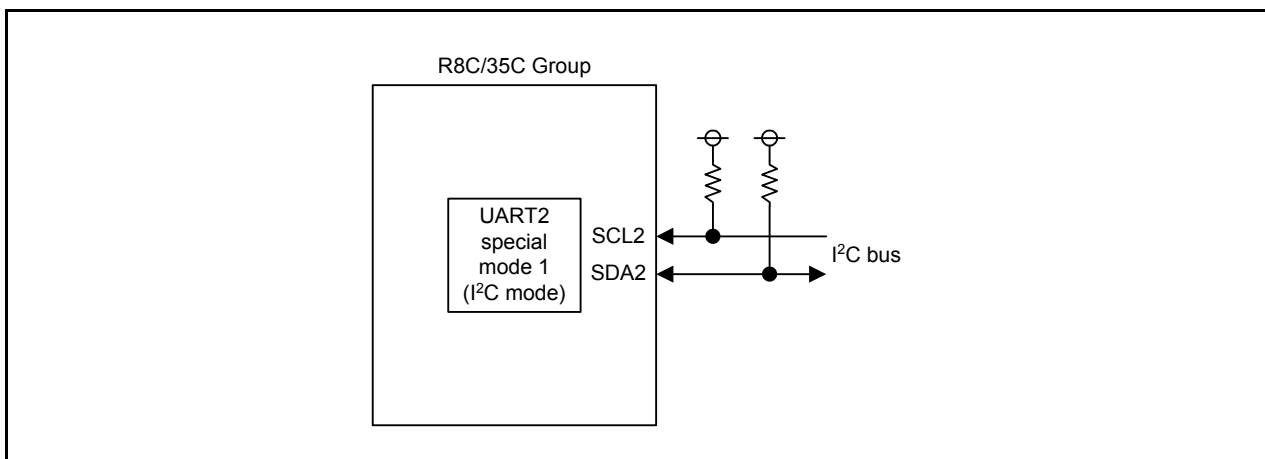 R8C/35C Group
UART2
special
mode 1
(I²C mode)
SCL2
SDA2
I²C bus